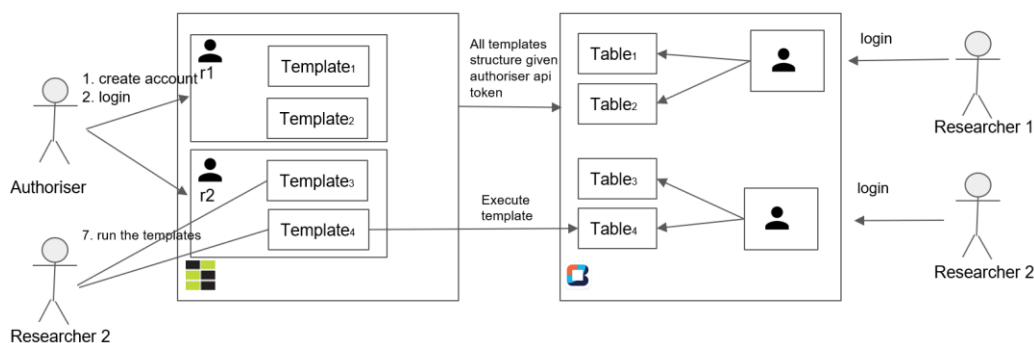 Authoriser
1. create account
2. login
r1
Template1
Template2
r2
Template3
Template4
7. run the templates
Researcher 2
All templates
structure given
authoriser api
token
Execute
template
Table1
Table2
Table3
Table4
login
Researcher 1
login
Researcher 2